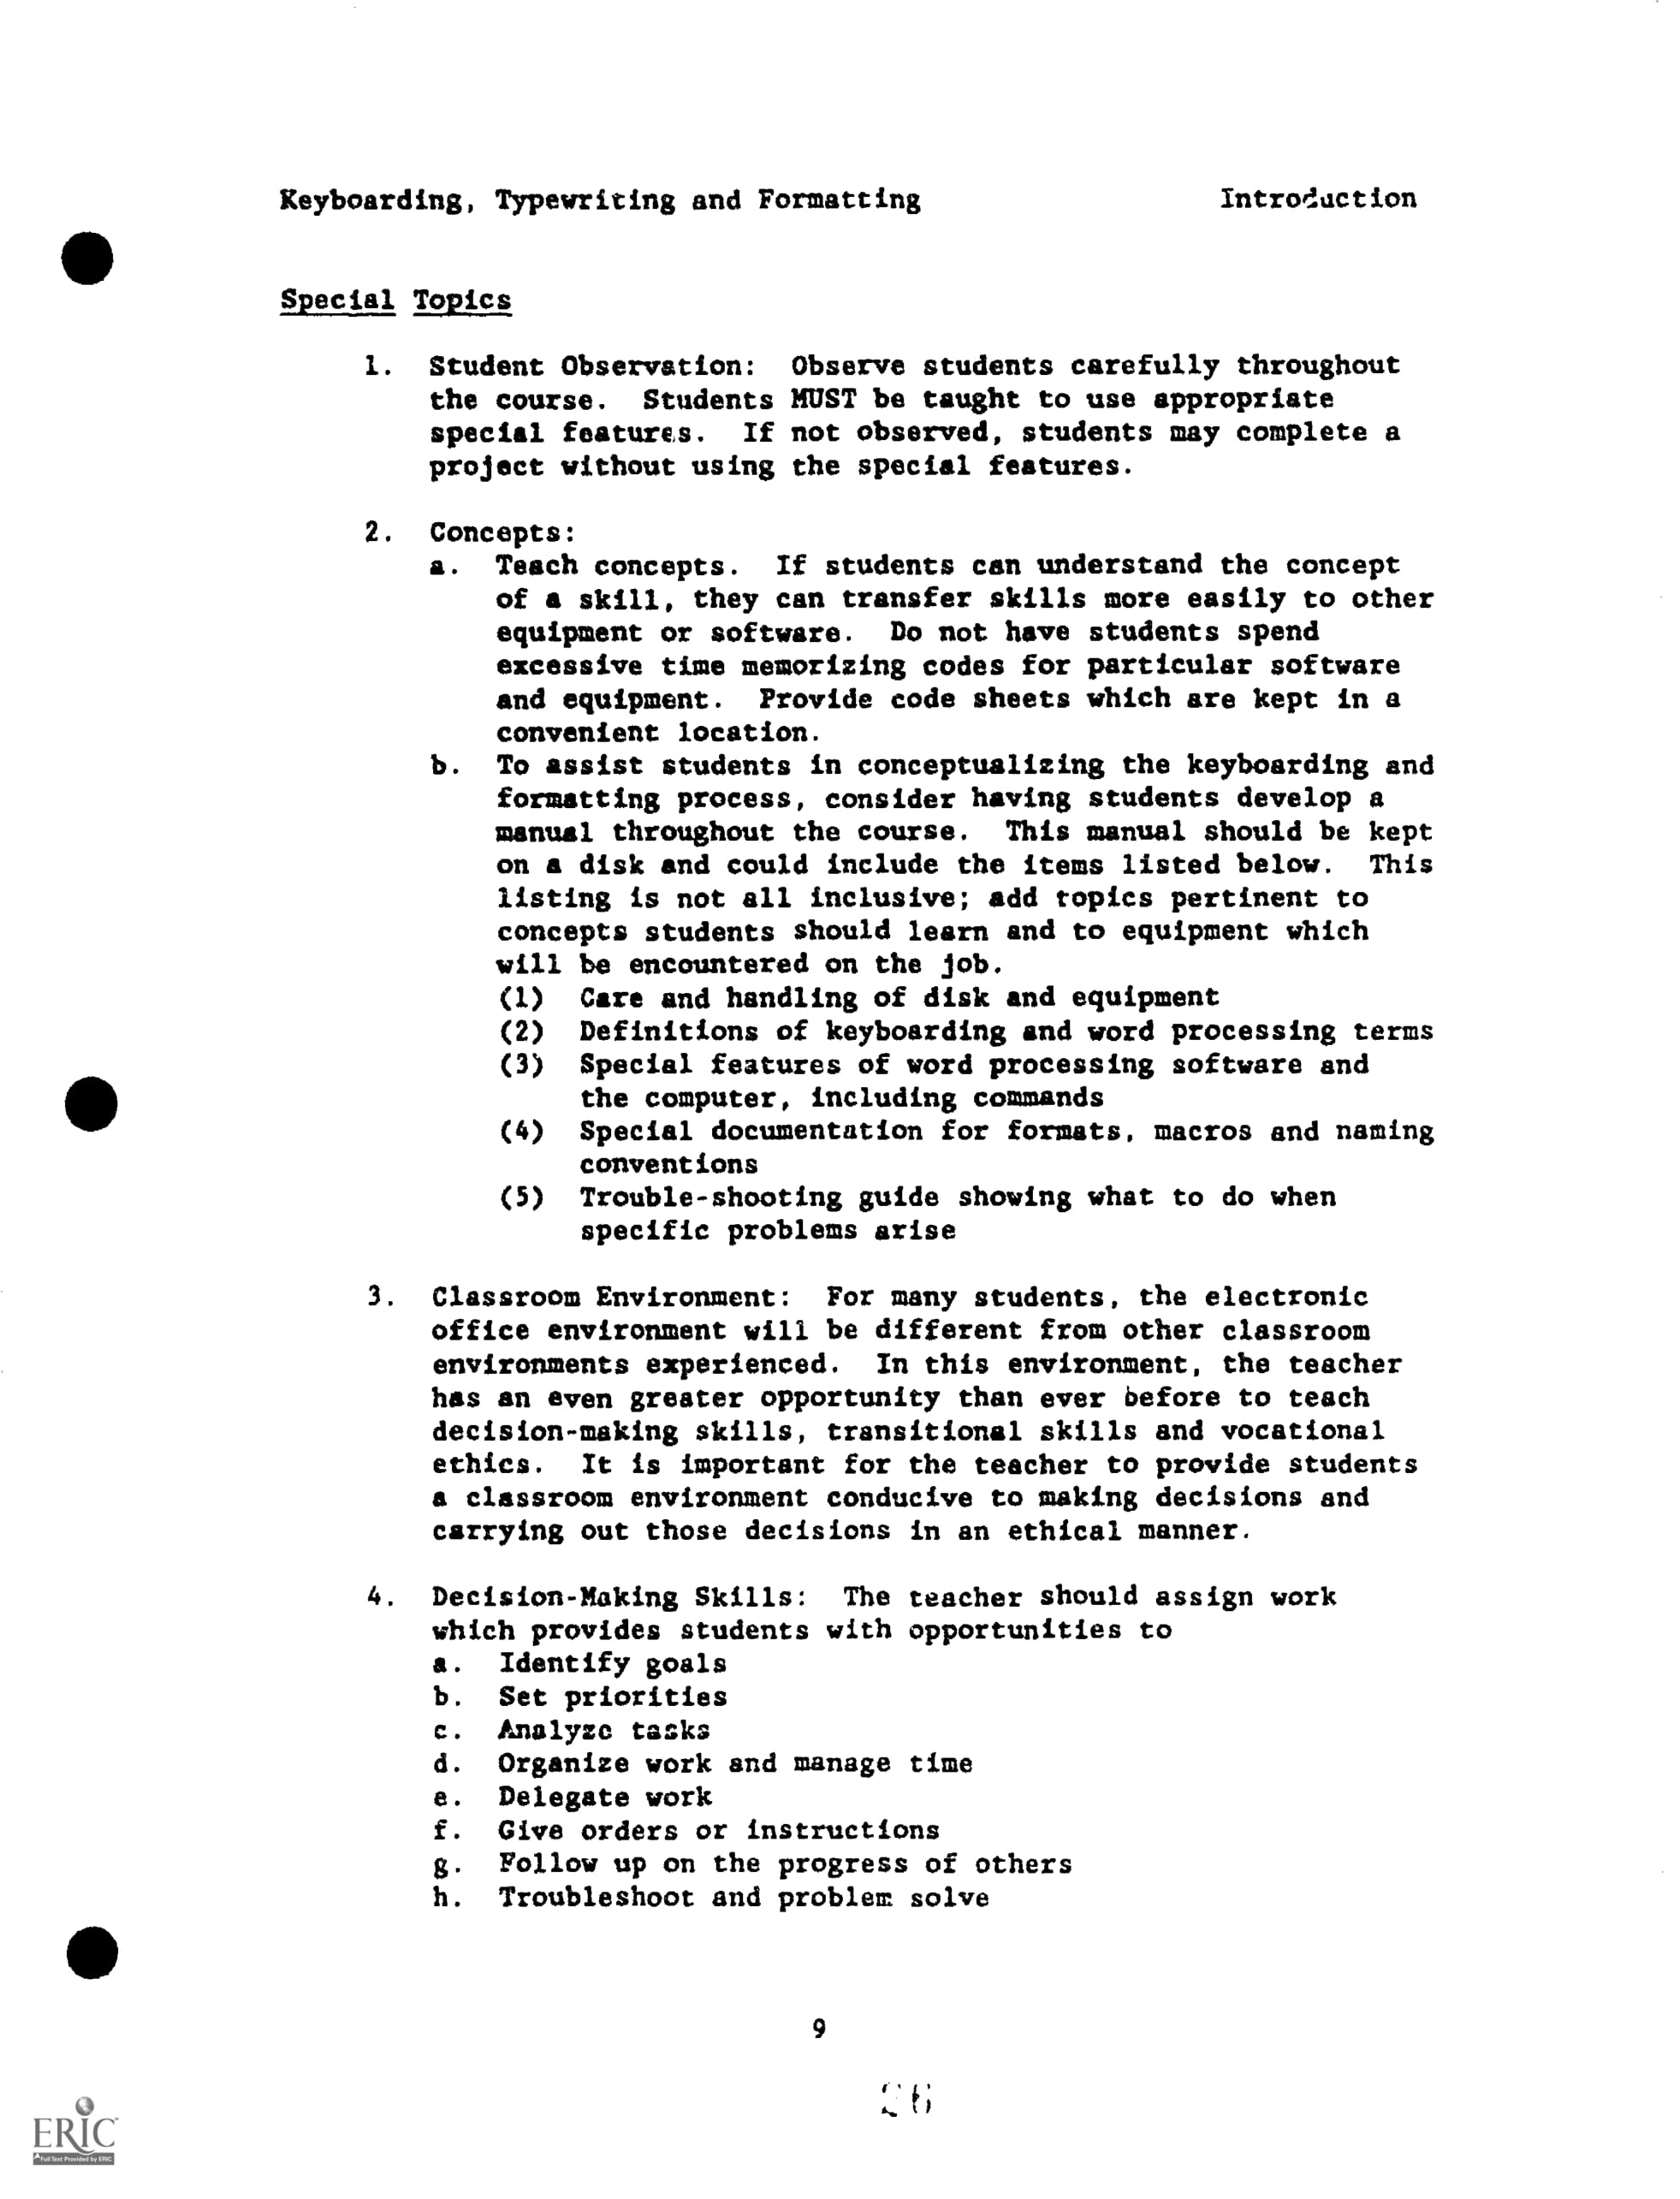 Keyboarding, Typewriting and Formatting Introduction
Special Topics
1. Student Observation: Observe students carefully throughout
the course. Students MUST be taught to use appropriate
special features. If not observed, students may complete a
project without using the special features.
2. Concepts:
a. Teach concepts. If students can understand the concept
of a skill, they can transfer skills more easily to other
equipment or software. Do not have students spend
excessive time memorizing codes for particular software
and equipment. Provide code sheets which are kept in a
convenient location.
b. To assist students in conceptualizing the keyboarding and
formatting process, consider having students develop a
manual throughout the course. This manual should be kept
on a disk and could include the items listed below. This
listing is not all inclusive; add topics pertinent to
concepts students should learn and to equipment which
will be encountered on the job.
(1) Care and handling of disk and equipment
(2) Definitions of keyboarding and word processing terms
(3) Special features of word processing software and
the computer, including commands
(4) Special documentation for formats, macros and naming
conventions
(5) Trouble-shooting guide showing what to do when
specific problems arise
3. Classroom Environment: For many students, the electronic
office environment will be different from other classroom
environments experienced. In this environment, the teacher
has an even greater opportunity than ever before to teach
decision-making skills, transitional skills and vocational
ethics. It is important for the teacher to provide students
a classroom environment conducive to making decisions and
carrying out those decisions in an ethical manner.
4. Decision-Making Skills: The teacher should assign work
which provides students with opportunities to
a. Identify goals
b. Set priorities
c. Analyze tasks
d. Organize work and manage time
e. Delegate work
f. Give orders or instructions
g. Follow up on the progress of others
h. Troubleshoot and problem solve
9
26
ERIC
Full Text Provided by ERIC